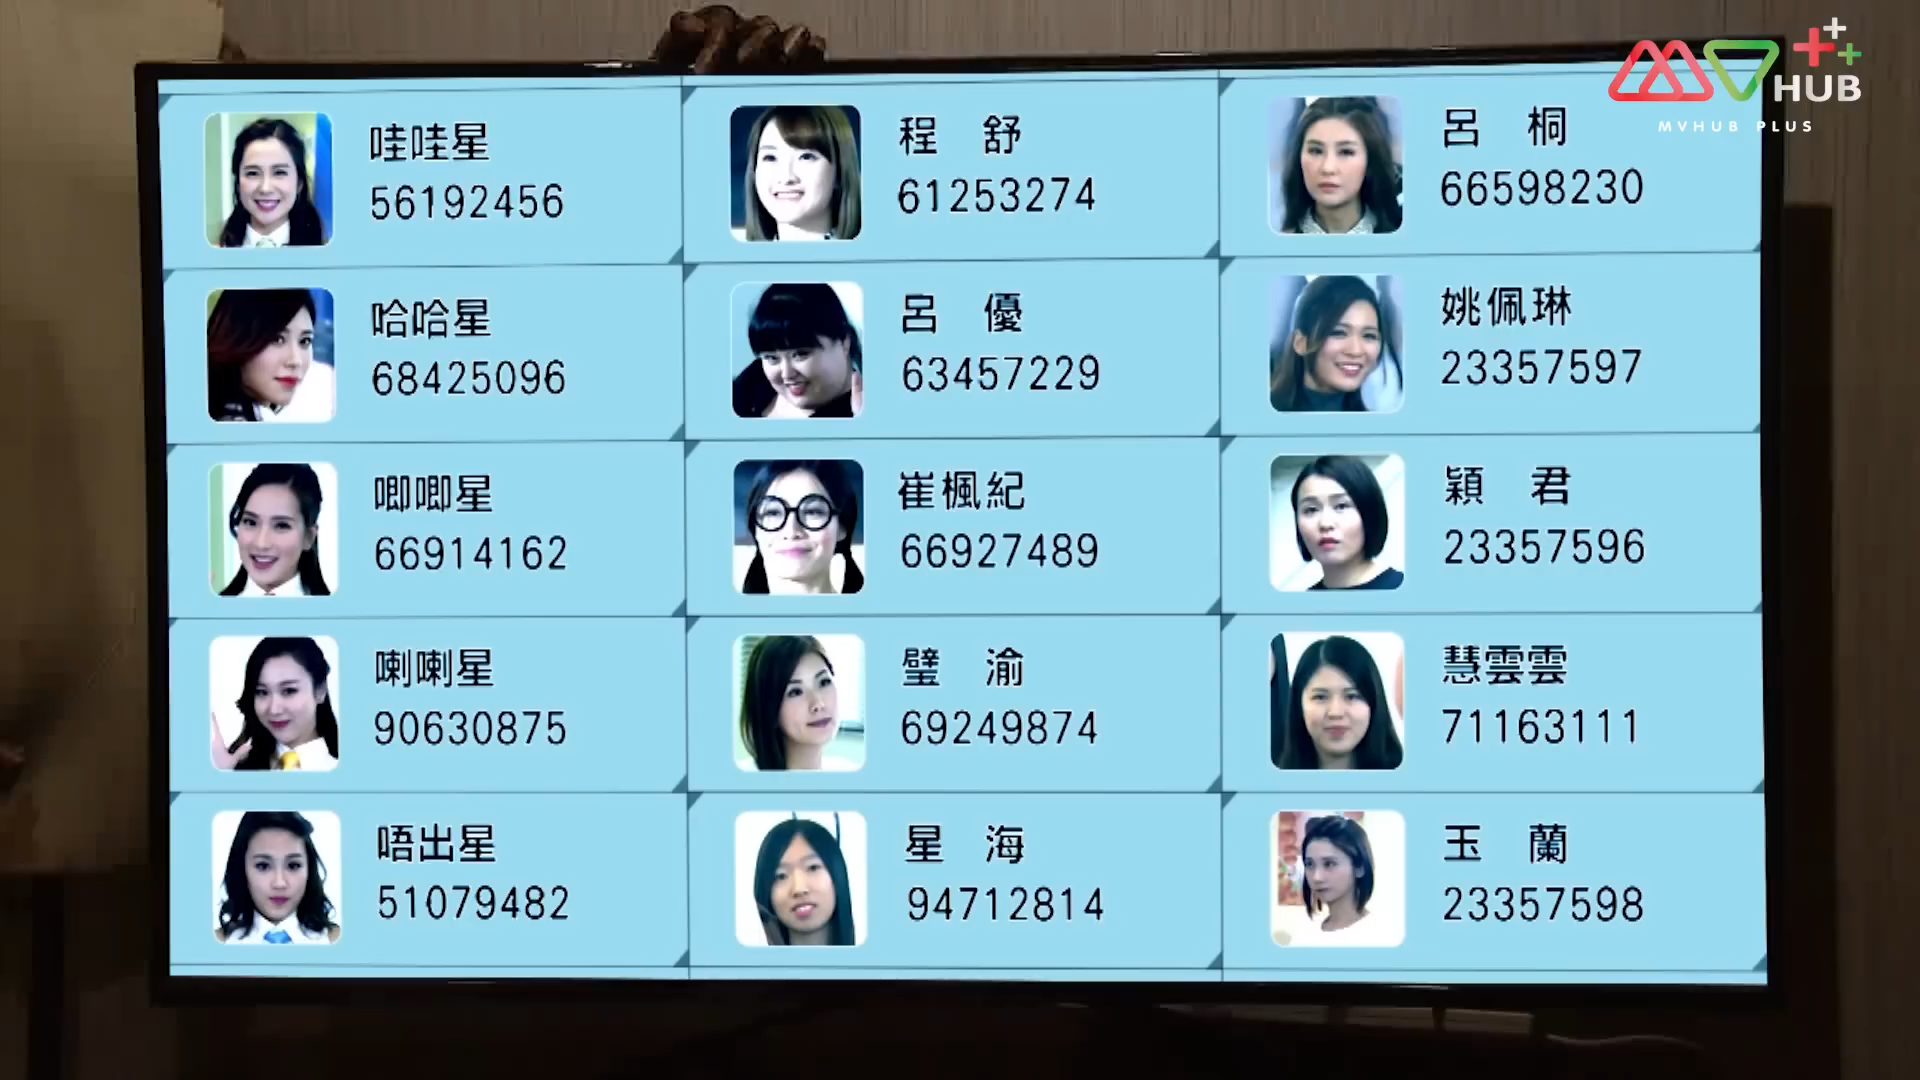 MV HUB
MVHUB PLUS
哇哇星
56192456
程 舒
61253274
呂 桐
66598230
哈哈星
68425096
呂 優
63457229
姚佩琳
23357597
唧唧星
66914162
崔楓紀
66927489
穎 君
23357596
喇喇星
90630875
璧 渝
69249874
慧雲雲
71163111
唔出星
51079482
星 海
94712814
玉 蘭
23357598